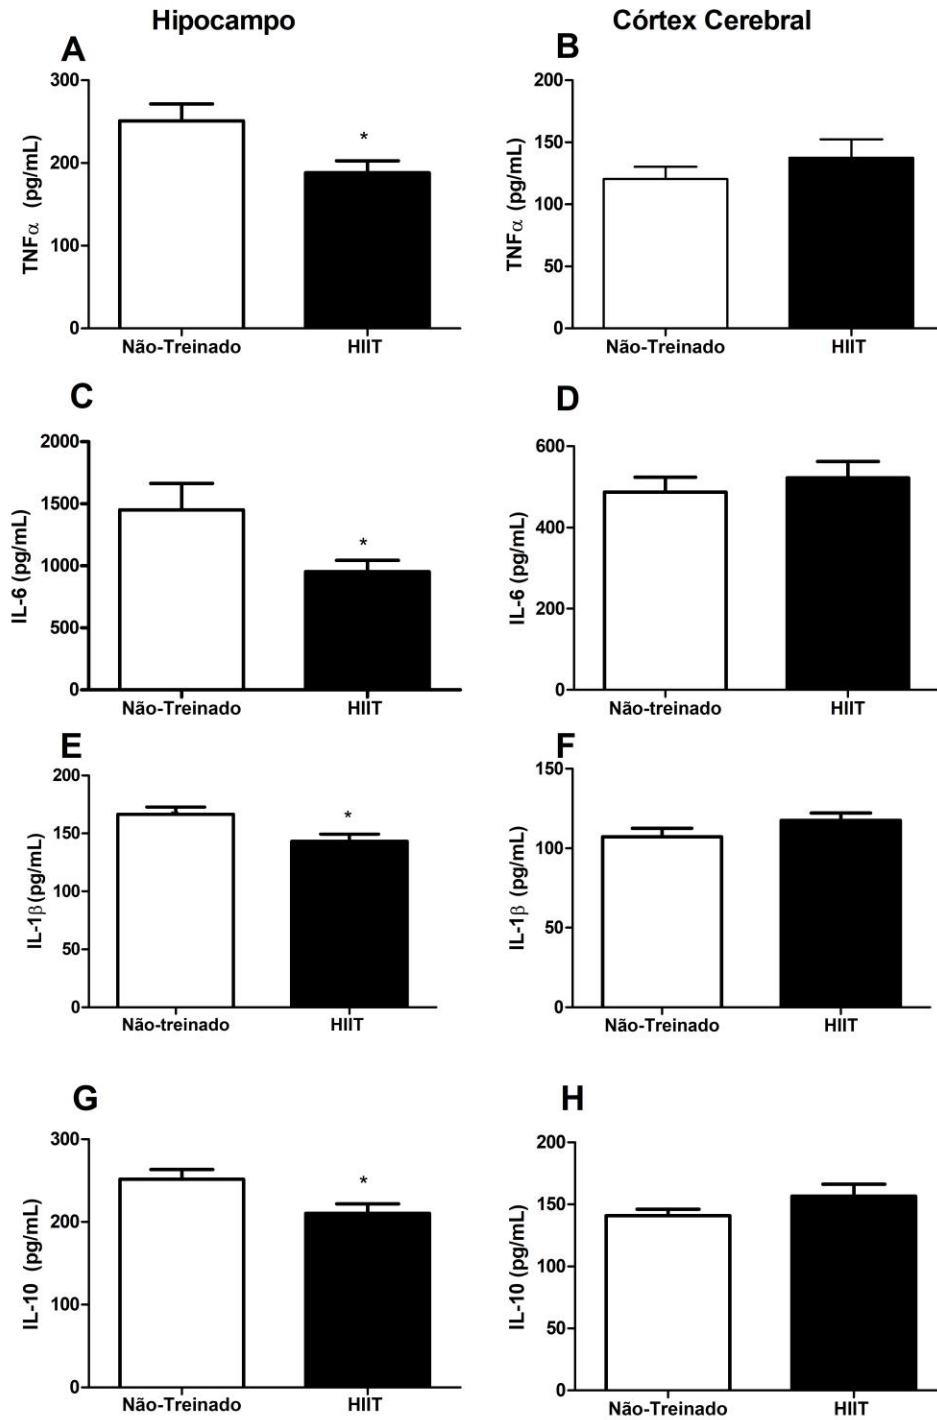 Hipocampo
Córtex Cerebral
A
300
200
100
0
TNFα (pg/mL)
*
Não-Treinado
HIIT
B
200
150
100
50
0
TNFα (pg/mL)
Não-Treinado
HIIT
C
2000
1500
1000
500
0
IL-6 (pg/mL)
*
Não-Treinado
HIIT
D
600
400
200
0
IL-6 (pg/mL)
Não-treinado
HIIT
E
200
150
100
50
0
IL-1β (pg/mL)
*
Não-treinado
HIIT
F
150
100
50
0
IL-1β (pg/mL)
Não-Treinado
HIIT
G
300
200
100
0
IL-10 (pg/mL)
*
Não-Treinado
HIIT
H
200
150
100
50
0
IL-10 (pg/mL)
Não-Treinado
HIIT